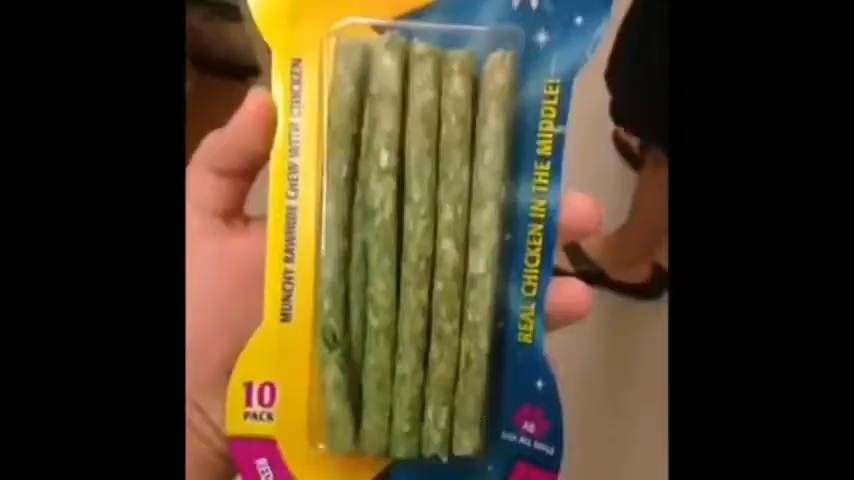 MUNCHY RAWHIDE CHEW WITH CHICKEN
REAL CHICKEN IN THE MIDDLE!
10
PACK